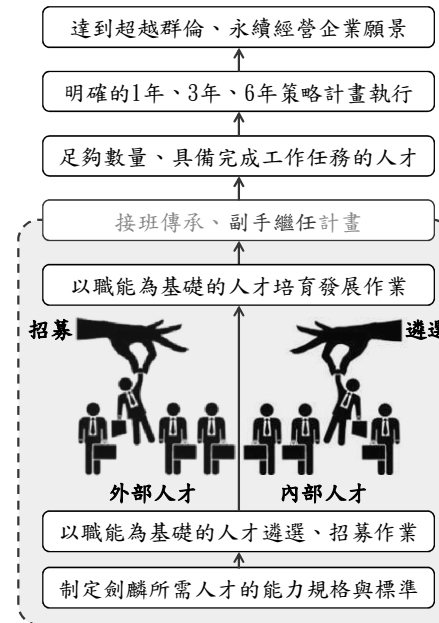 達到超越群倫、永續經營企業願景
明確的1年、3年、6年策略計畫執行
足夠數量、具備完成工作任務的人才
接班傳承、副手繼任計畫
以職能為基礎的人才培育發展作業
招募
遴選
外部人才
內部人才
以職能為基礎的人才遴選、招募作業
制定劍麟所需人才的能力規格與標準